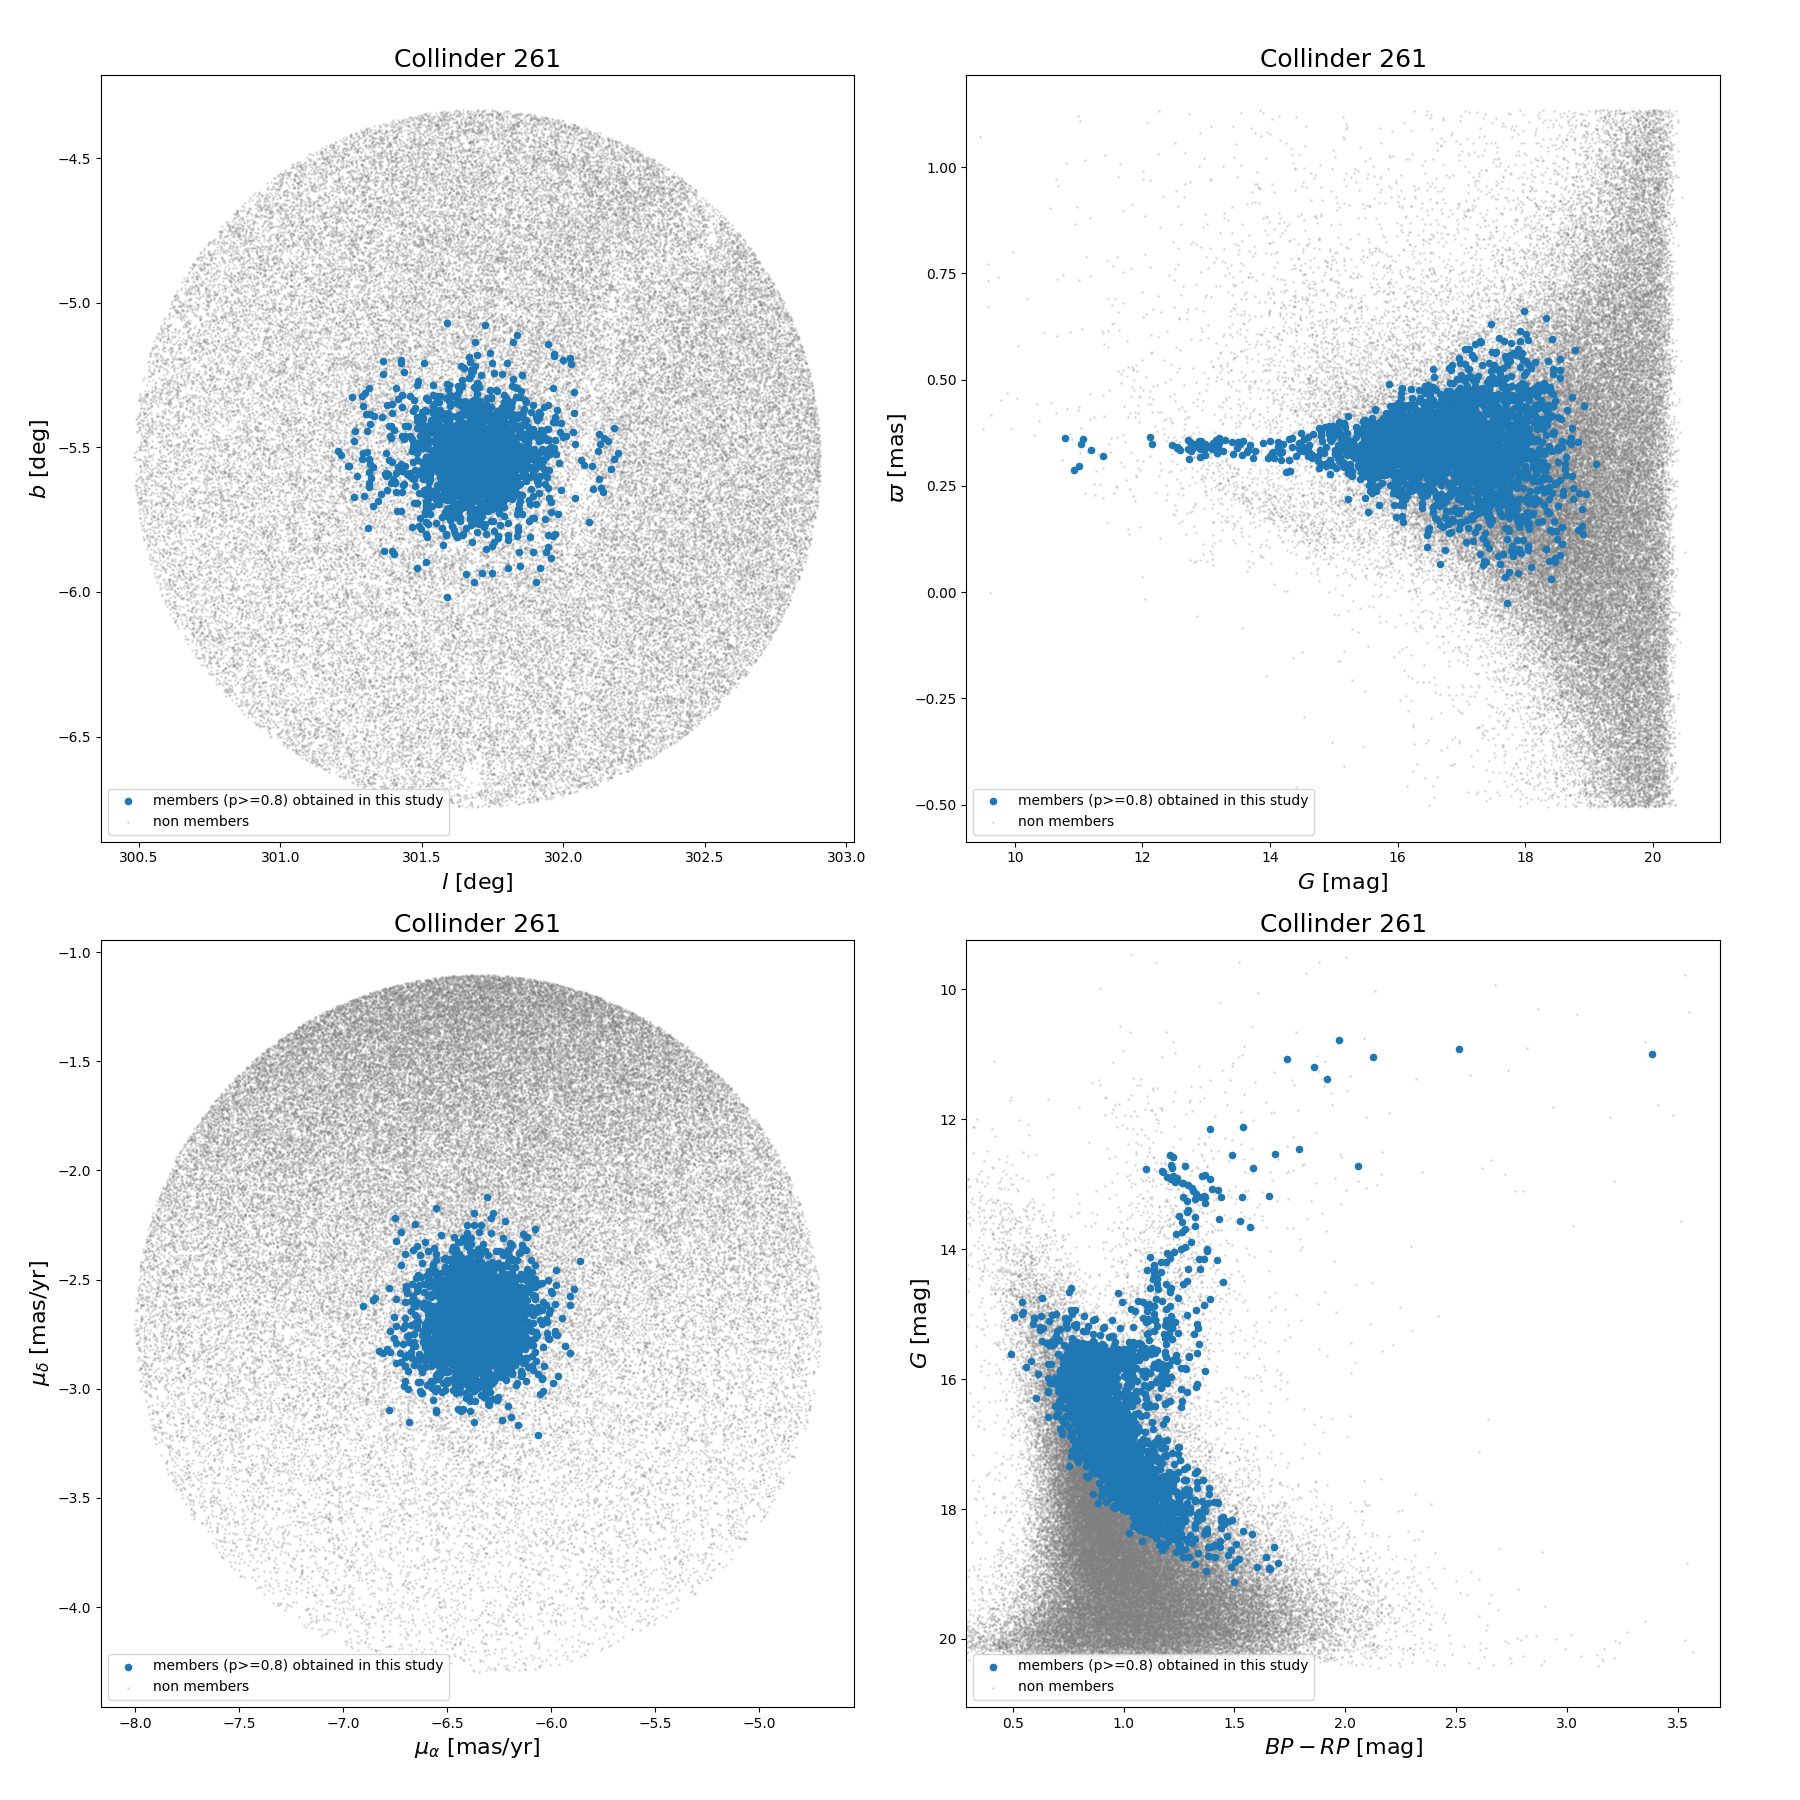 Collinder 261
−4.5
−5.0
−5.5
−6.0
−6.5
b [deg]
members (p>=0.8) obtained in this study
non members
300.5 301.0 301.5 302.0 302.5 303.0
l [deg]
Collinder 261
1.00
0.75
0.50
0.25
0.00
−0.25
−0.50
ϖ [mas]
members (p>=0.8) obtained in this study
non members
10 12 14 16 18 20
G [mag]
Collinder 261
−1.0
−1.5
−2.0
−2.5
−3.0
−3.5
−4.0
μδ [mas/yr]
members (p>=0.8) obtained in this study
non members
−8.0 −7.5 −7.0 −6.5 −6.0 −5.5 −5.0
μα [mas/yr]
Collinder 261
10
12
14
16
18
20
G [mag]
members (p>=0.8) obtained in this study
non members
0.5 1.0 1.5 2.0 2.5 3.0 3.5
BP − RP [mag]